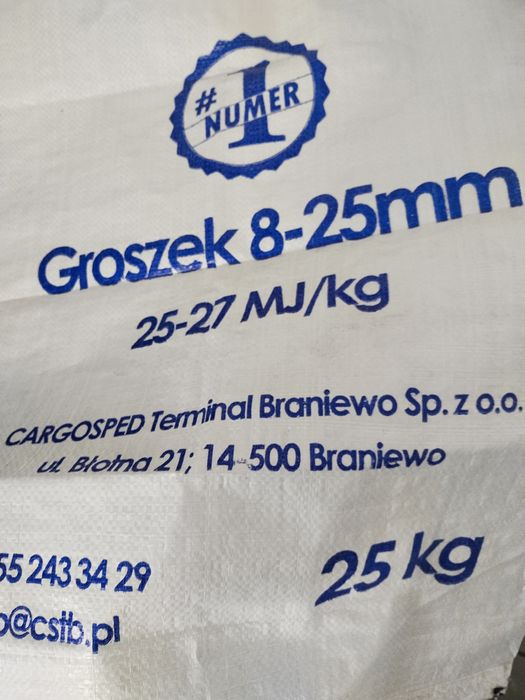 # 1
NUMER
Groszek 8-25mm
25-27 MJ/kg
CARGOSPED Terminal Braniewo Sp. z o.o.
ul. Błotna 21; 14-500 Braniewo
55 243 34 29
25 kg
o@cstb.pl